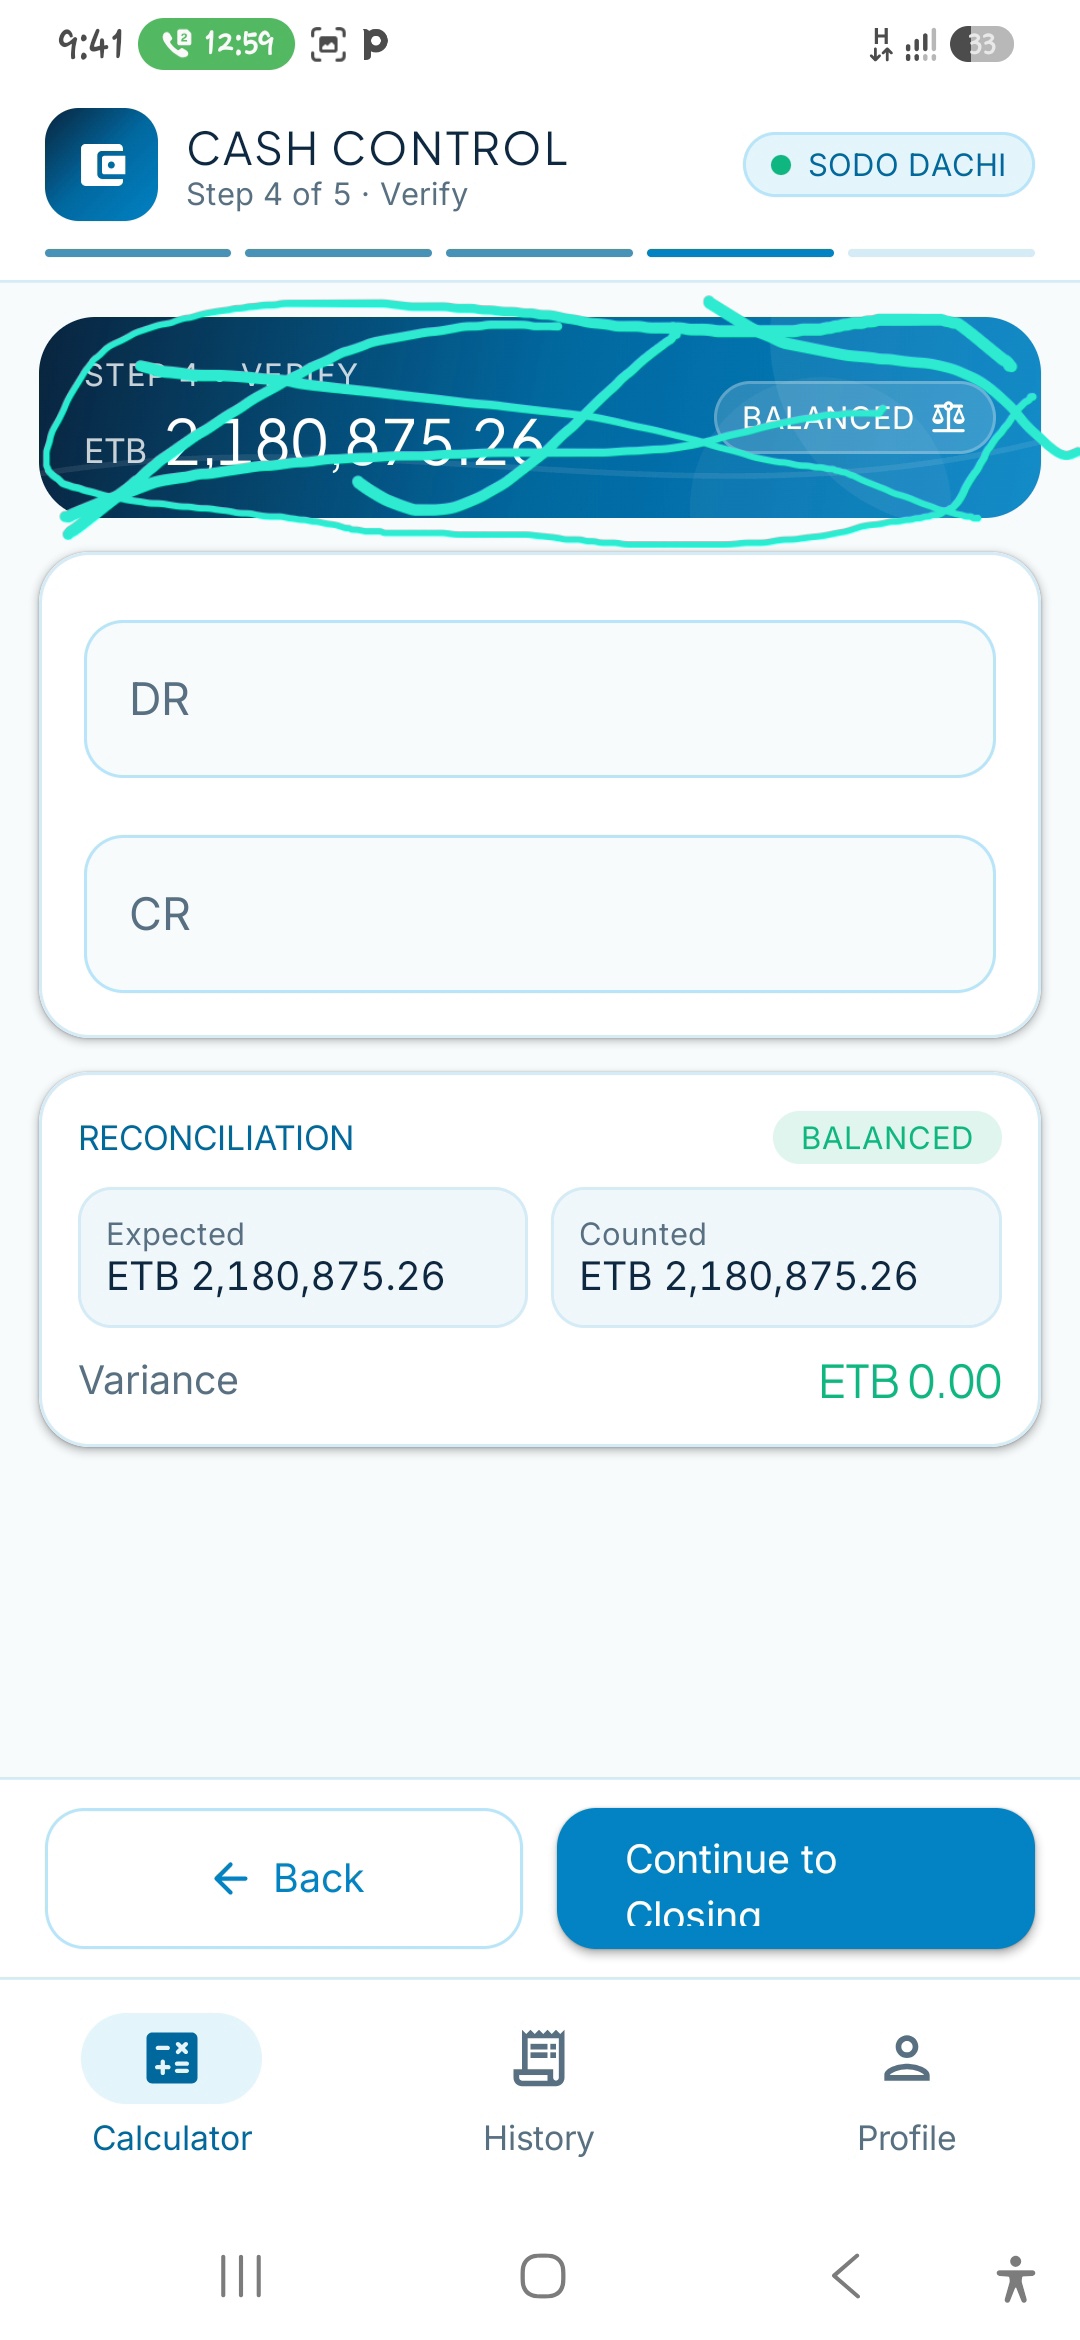 9:41
2 12:59
H
33
CASH CONTROL
Step 4 of 5 · Verify
SODO DACHI
STEP 4 · VERIFY
ETB 2,180,875.26
BALANCED
DR
CR
RECONCILIATION
BALANCED
Expected
ETB 2,180,875.26
Counted
ETB 2,180,875.26
Variance
ETB 0.00
Back
Continue to
Closing
Calculator
History
Profile